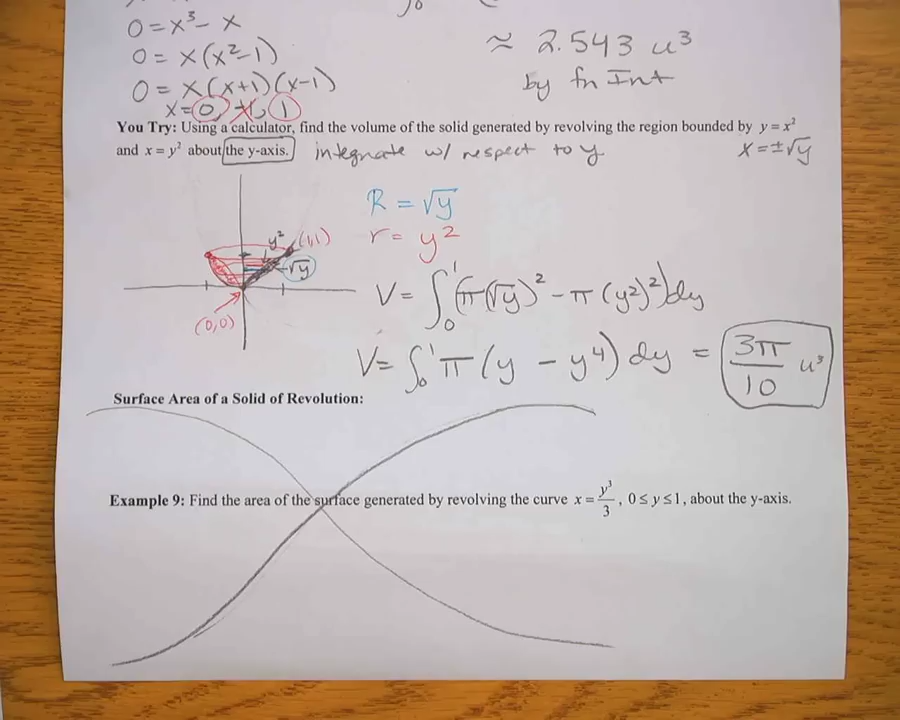 0 = x³ - x
0 = x(x²-1)
0 = x(x+1)(x-1)
x = 0, -1, 1
≈ 2.543 u³
by fn Int
You Try: Using a calculator, find the volume of the solid generated by revolving the region bounded by y = x²
and x = y² about the y-axis. integrate w/ respect to y
x = ±√y
R = √y
r = y²
y² (1,1)
√y
(0,0)
V = ∫₀¹ (π(√y)² - π(y²)²) dy
V = ∫₀¹ π(y - y⁴) dy = 3π/10 u³
Surface Area of a Solid of Revolution:
Example 9: Find the area of the surface generated by revolving the curve x = y³/3, 0 ≤ y ≤ 1, about the y-axis.